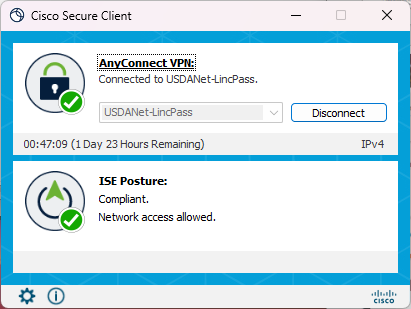 Cisco Secure Client
AnyConnect VPN:
Connected to USDANet-LincPass.
USDANet-LincPass
Disconnect
00:47:09 (1 Day 23 Hours Remaining)
IPv4
ISE Posture:
Compliant.
Network access allowed.
cisco